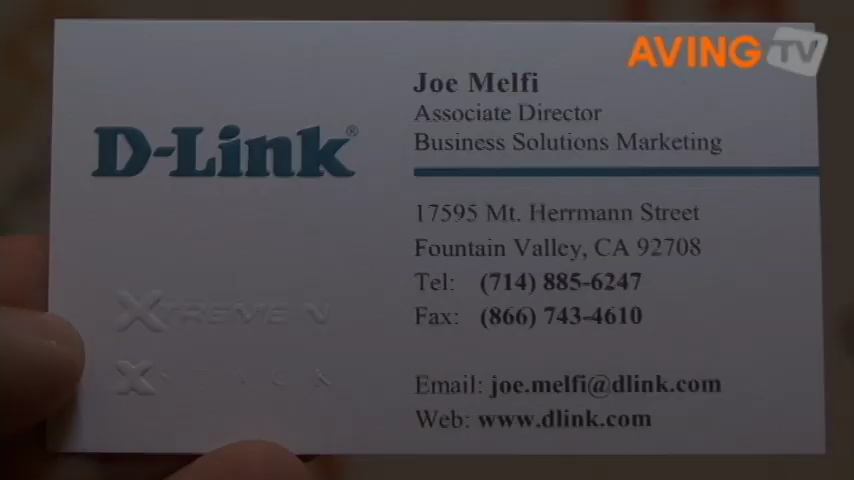 AVING TV
Joe Melfi
Associate Director
Business Solutions Marketing
D-Link®
17595 Mt. Herrmann Street
Fountain Valley, CA 92708
Tel: (714) 885-6247
Fax: (866) 743-4610
XTREME N
Email: joe.melfi@dlink.com
Web: www.dlink.com